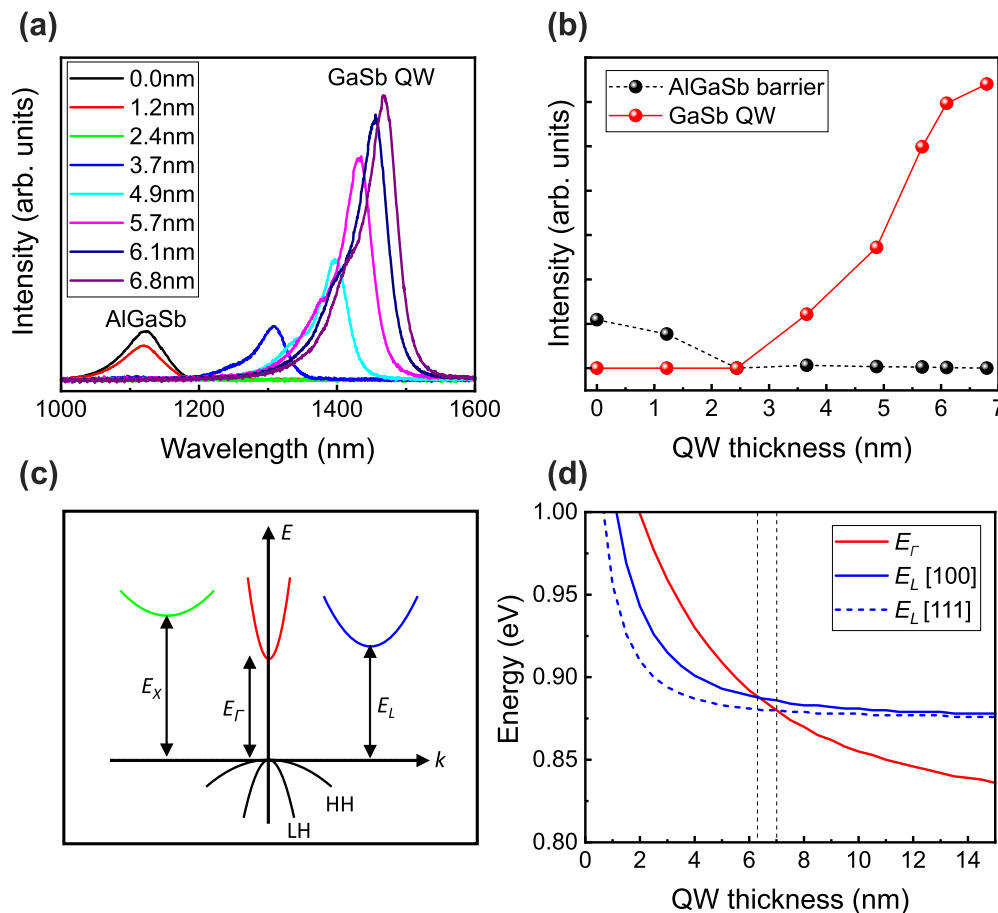 (a)
Intensity (arb. units)
0.0nm
1.2nm
2.4nm
3.7nm
4.9nm
5.7nm
6.1nm
6.8nm
GaSb QW
AlGaSb
1000 1200 1400 1600
Wavelength (nm)
(b)
Intensity (arb. units)
AlGaSb barrier
GaSb QW
0 1 2 3 4 5 6 7
QW thickness (nm)
(c)
E
E_X
E_Γ
E_L
k
HH
LH
(d)
Energy (eV)
1.00
0.95
0.90
0.85
0.80
E_Γ
E_L [100]
E_L [111]
0 2 4 6 8 10 12 14
QW thickness (nm)